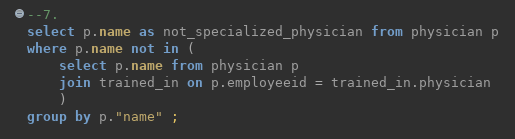 --7.
select p.name as not_specialized_physician from physician p
where p.name not in (
select p.name from physician p
join trained_in on p.employeeid = trained_in.physician
)
group by p."name" ;